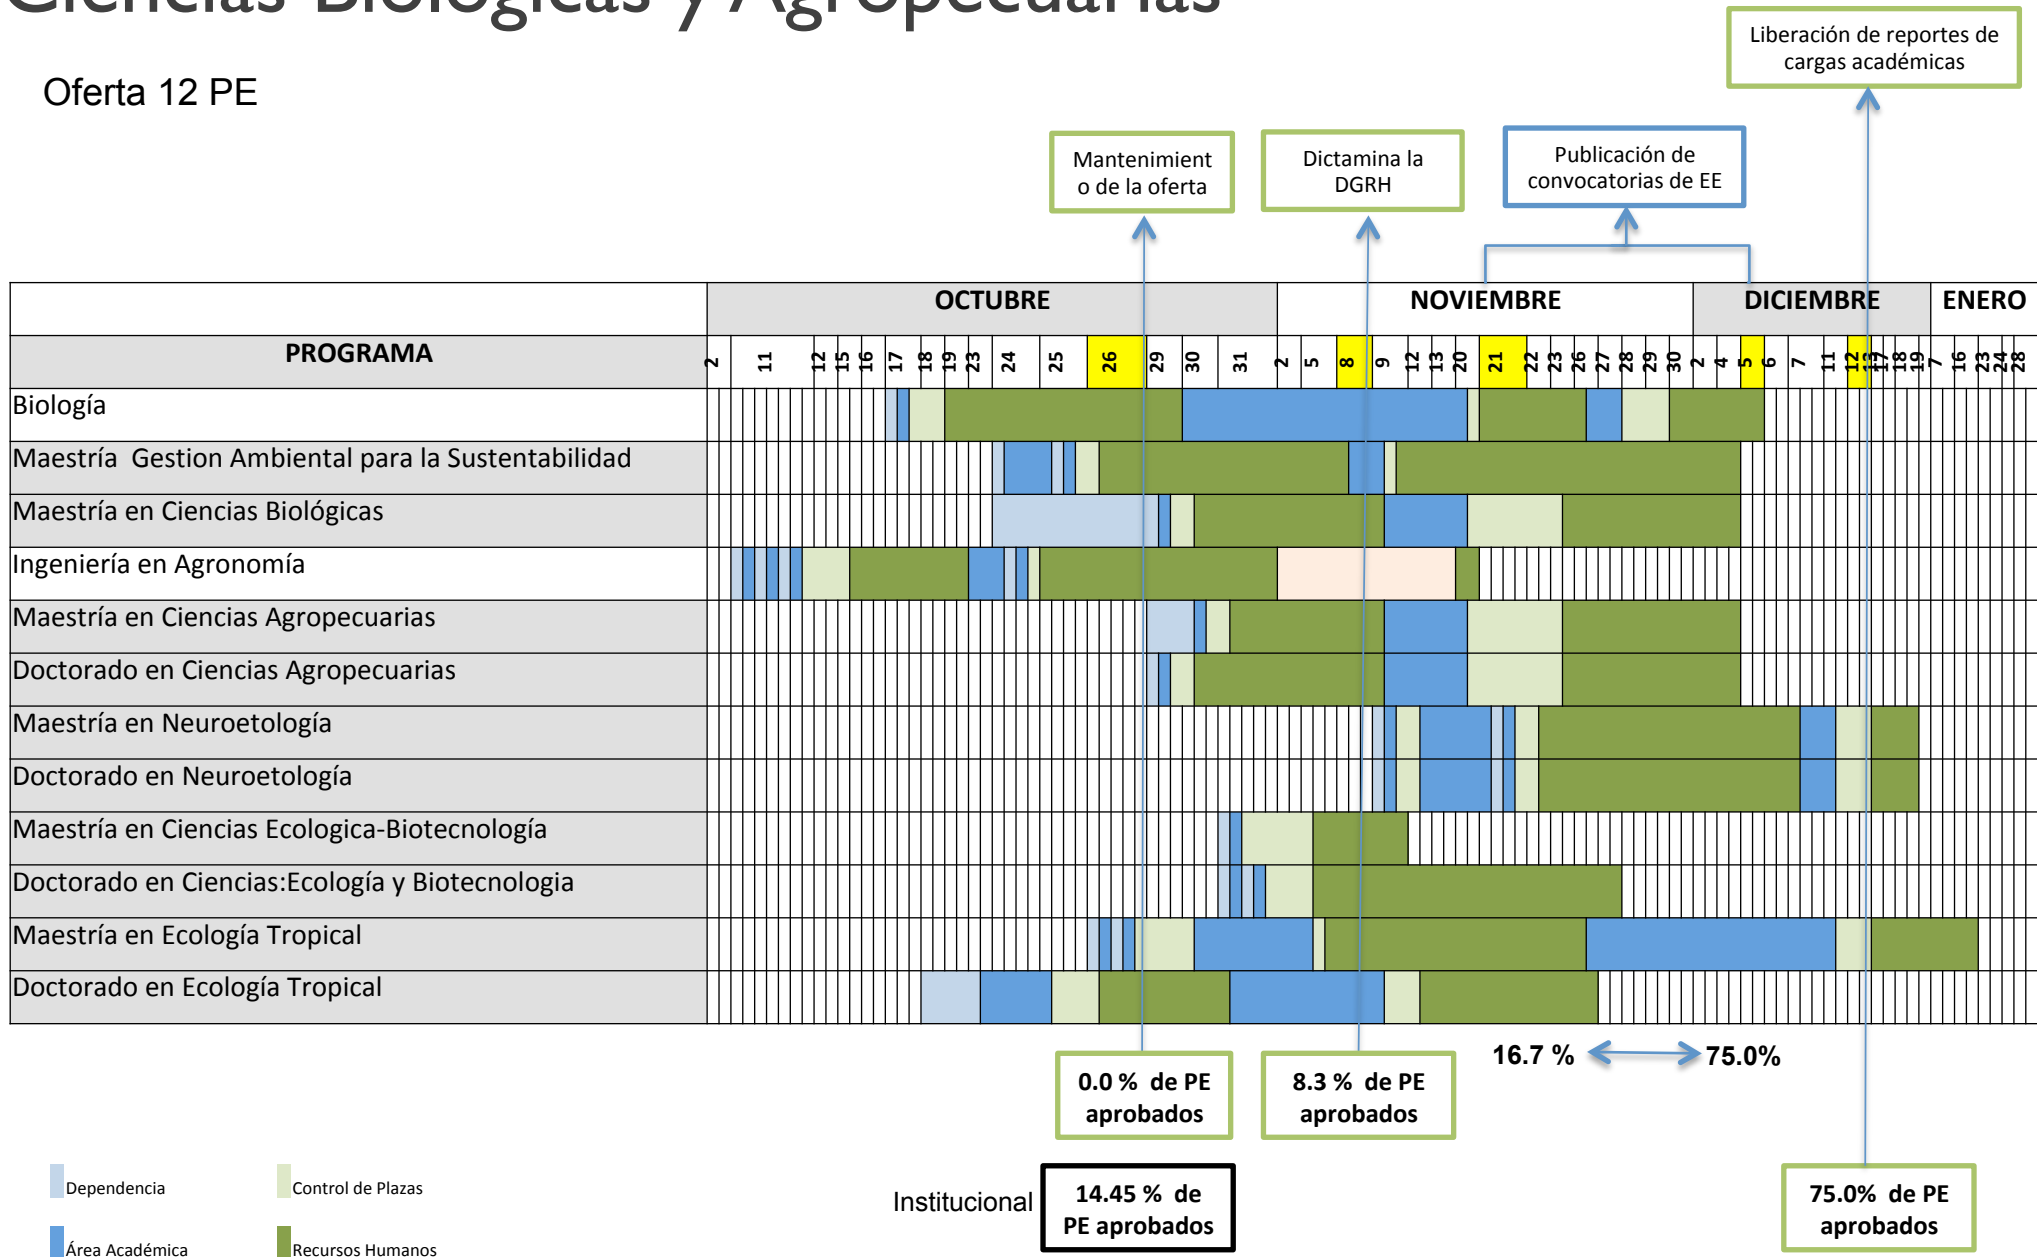 Ciencias Biológicas y Agropecuarias
Oferta 12 PE
Liberación de reportes de
cargas académicas
Mantenimient
o de la oferta
Dictamina la
DGRH
Publicación de
convocatorias de EE
OCTUBRE NOVIEMBRE DICIEMBRE ENERO
PROGRAMA 2 11 12 15 16 17 18 19 23 24 25 26 29 30 31 2 5 8 9 12 13 20 21 22 23 26 27 28 29 30 2 4 5 6 7 11 12 13 17 18 19 7 16 23 24 28
Biología
Maestría Gestion Ambiental para la Sustentabilidad
Maestría en Ciencias Biológicas
Ingeniería en Agronomía
Maestría en Ciencias Agropecuarias
Doctorado en Ciencias Agropecuarias
Maestría en Neuroetología
Doctorado en Neuroetología
Maestría en Ciencias Ecologica-Biotecnología
Doctorado en Ciencias:Ecología y Biotecnologia
Maestría en Ecología Tropical
Doctorado en Ecología Tropical
16.7 % 75.0%
0.0 % de PE
aprobados
8.3 % de PE
aprobados
Dependencia
Control de Plazas
Institucional
14.45 % de
PE aprobados
75.0% de PE
aprobados
Área Académica
Recursos Humanos